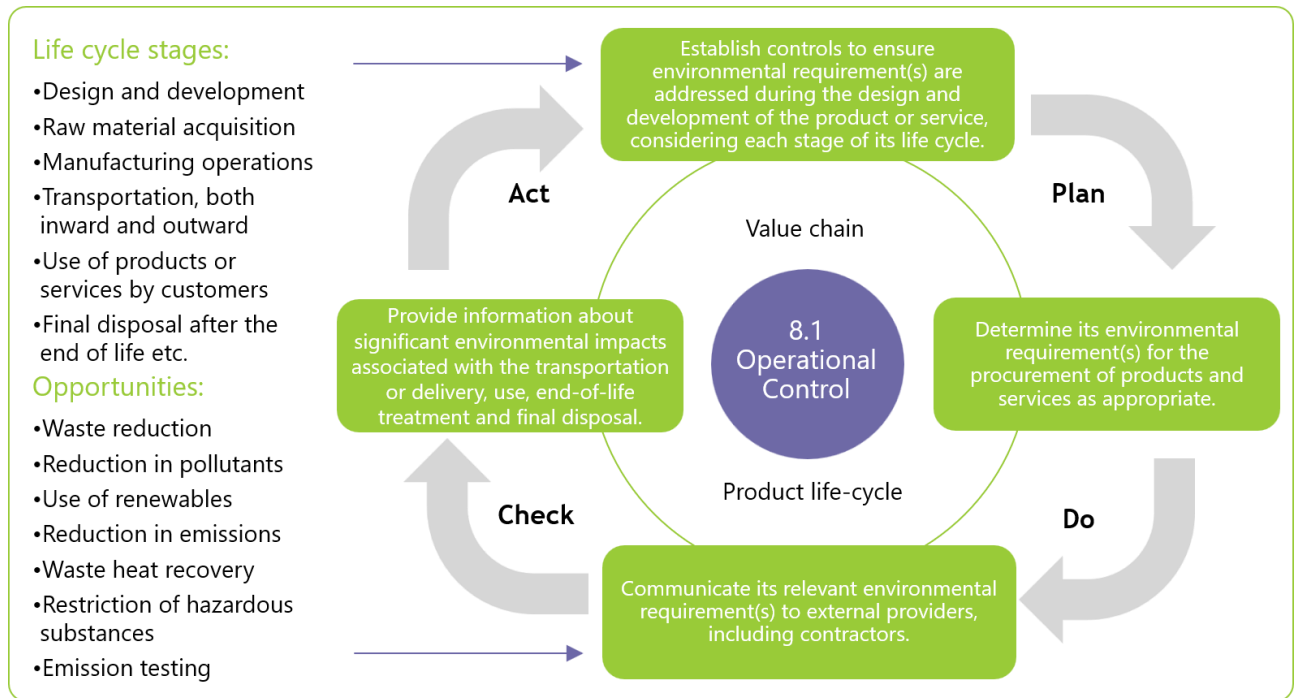 Life cycle stages:
•Design and development
•Raw material acquisition
•Manufacturing operations
•Transportation, both
inward and outward
•Use of products or
services by customers
•Final disposal after the
end of life etc.
Opportunities:
•Waste reduction
•Reduction in pollutants
•Use of renewables
•Reduction in emissions
•Waste heat recovery
•Restriction of hazardous
substances
•Emission testing
Establish controls to ensure
environmental requirement(s) are
addressed during the design and
development of the product or service,
considering each stage of its life cycle.
Plan
Determine its environmental
requirement(s) for the
procurement of products and
services as appropriate.
Do
Communicate its relevant environmental
requirement(s) to external providers,
including contractors.
Check
Provide information about
significant environmental impacts
associated with the transportation
or delivery, use, end-of-life
treatment and final disposal.
Act
Value chain
8.1
Operational
Control
Product life-cycle